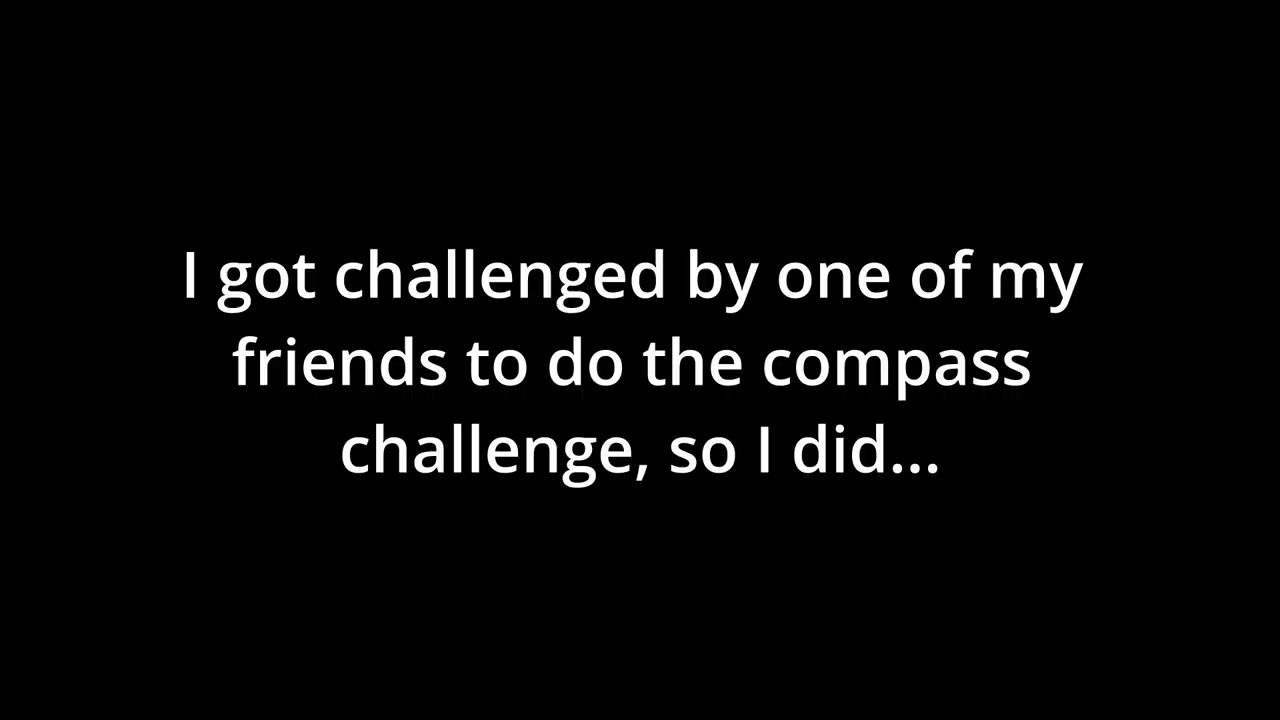 I got challenged by one of my
friends to do the compass
challenge, so I did...